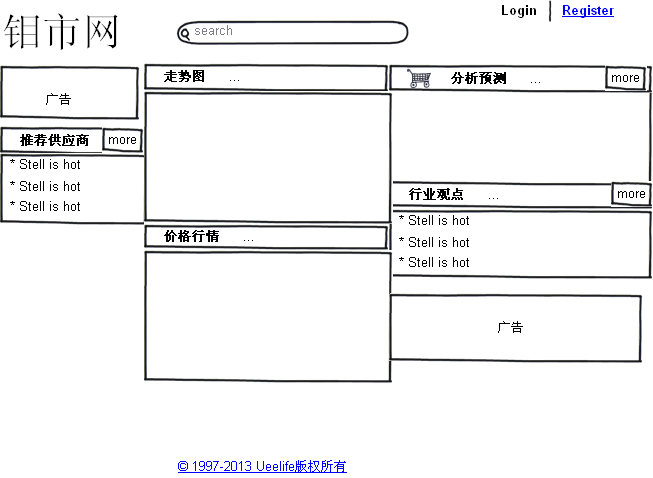 钼市网
search
Login
Register
广告
推荐供应商
more
* Stell is hot
* Stell is hot
* Stell is hot
走势图 ...
价格行情 ...
分析预测 ...
more
行业观点 ...
more
* Stell is hot
* Stell is hot
* Stell is hot
广告
© 1997-2013 Ueelife版权所有